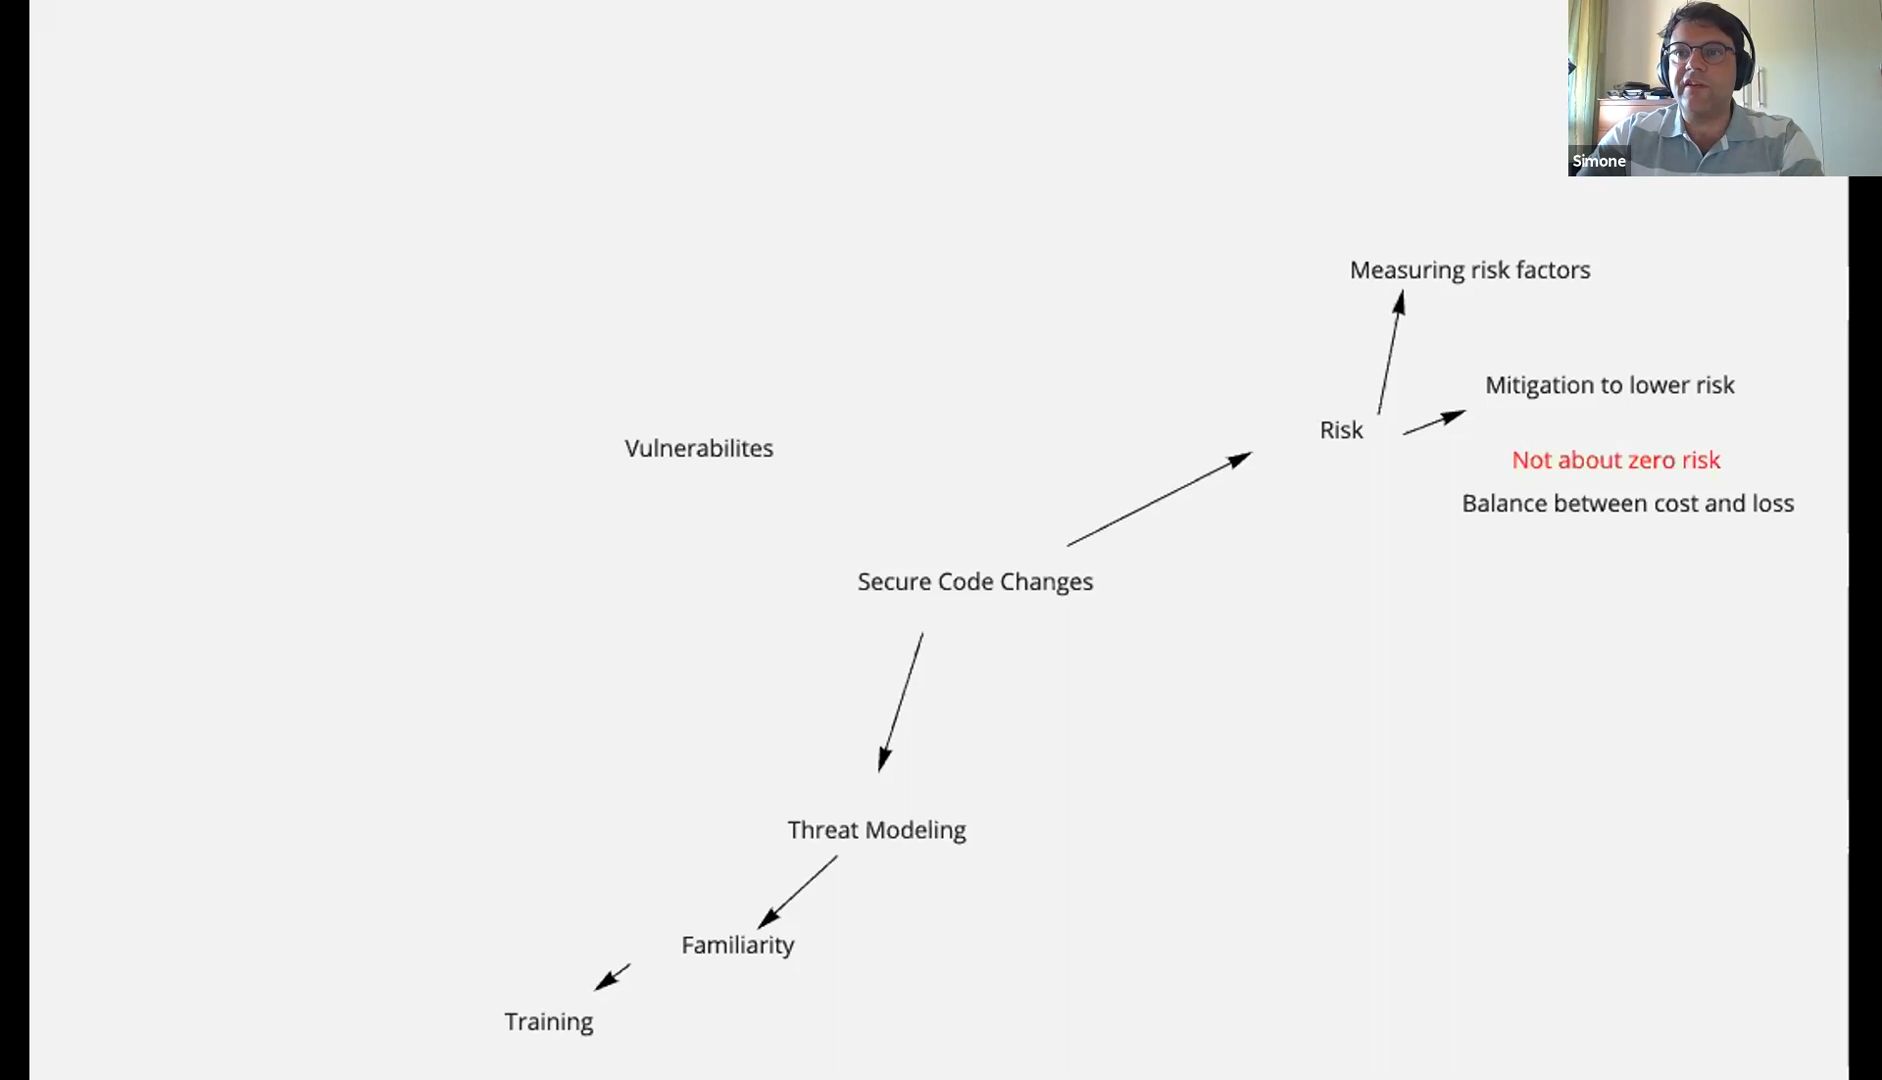 Simone
Measuring risk factors
Mitigation to lower risk
Risk
Vulnerabilites
Not about zero risk
Balance between cost and loss
Secure Code Changes
Threat Modeling
Familiarity
Training